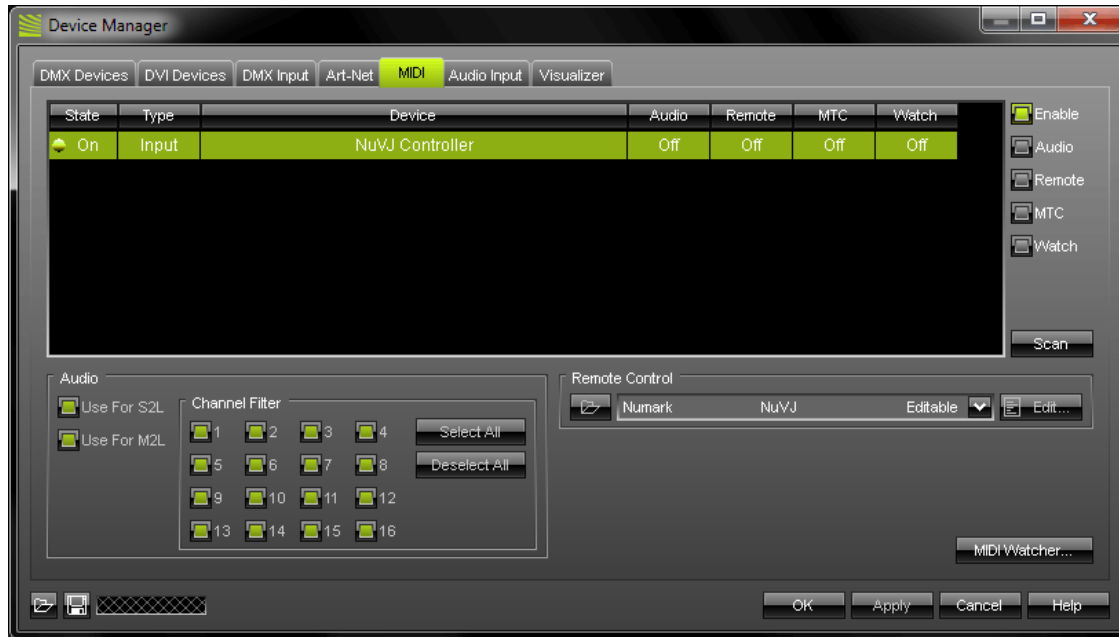 Device Manager
DMX Devices DVI Devices DMX Input Art-Net MIDI Audio Input Visualizer
State Type Device Audio Remote MTC Watch
On Input NuVJ Controller Off Off Off Off
Enable
Audio
Remote
MTC
Watch
Scan
Audio
Use For S2L
Use For M2L
Channel Filter
1 2 3 4 Select All
5 6 7 8 Deselect All
9 10 11 12
13 14 15 16
Remote Control
Numark NuVJ Editable Edit...
MIDI Watcher...
OK Apply Cancel Help